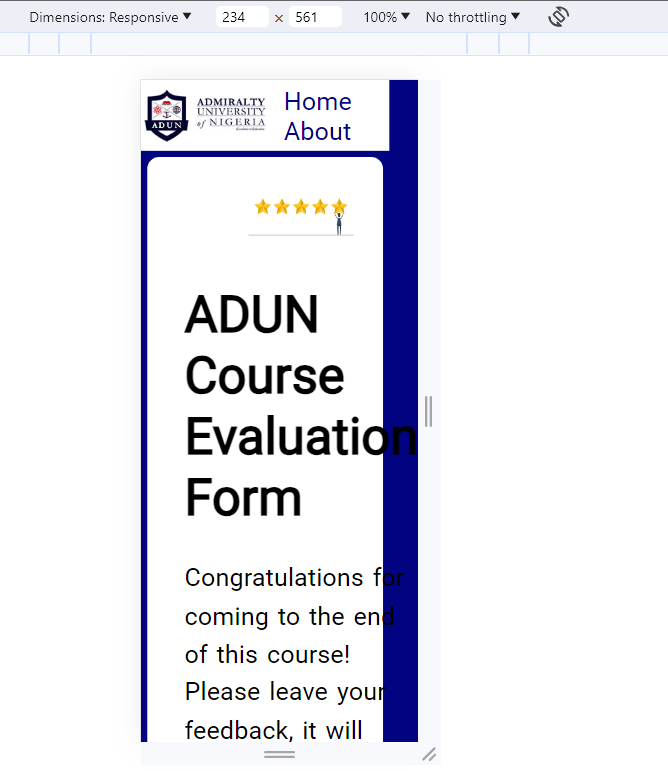 Dimensions: Responsive ▼ 234 × 561 100% ▼ No throttling ▼
ADUN
ADMIRALTY
UNIVERSITY
of NIGERIA
Home
About
ADUN
Course
Evaluation
Form
Congratulations for
coming to the end
of this course!
Please leave your
feedback, it will